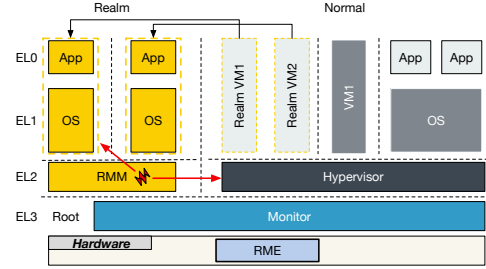 Realm Normal
EL0 App App Realm VM1 Realm VM2 VM1 App App
EL1 OS OS OS
EL2 RMM Hypervisor
EL3 Root Monitor
Hardware
RME